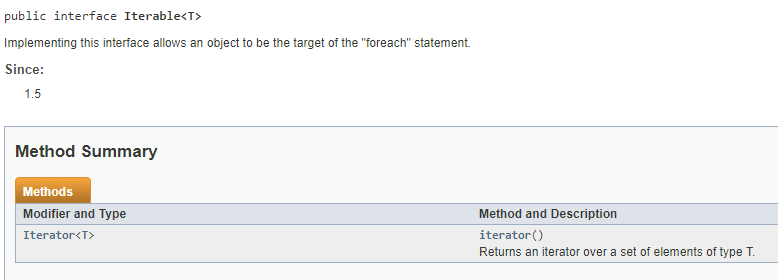 public interface Iterable<T>
Implementing this interface allows an object to be the target of the "foreach" statement.
Since:
1.5
Method Summary
Methods
Modifier and Type Method and Description
Iterator<T> iterator()
Returns an iterator over a set of elements of type T.